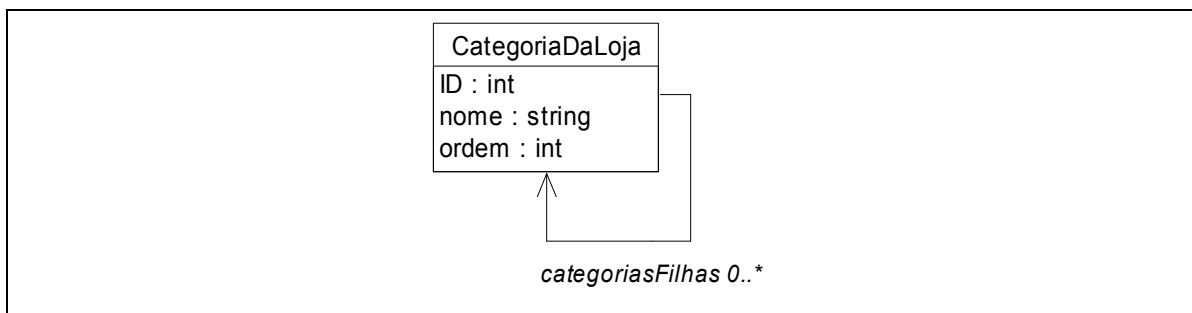 CategoriaDaLoja
ID : int
nome : string
ordem : int
categoriasFilhas 0..*